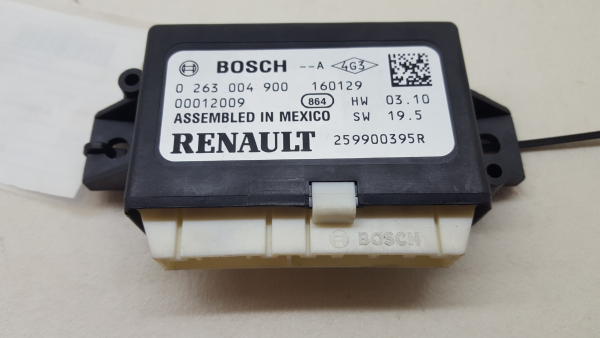 BOSCH --A 4G3
0 263 004 900 160129
00012009 864 HW 03.10
ASSEMBLED IN MEXICO SW 19.5
RENAULT 259900395R
BOSCH